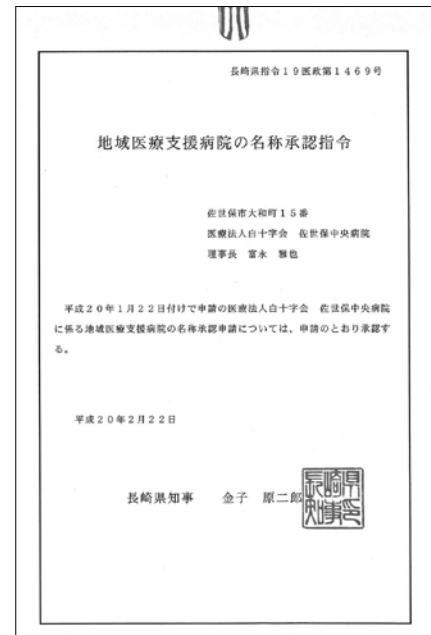 長崎県指令19医政第1469号
地域医療支援病院の名称承認指令
佐世保市大和町15番
医療法人白十字会 佐世保中央病院
理事長 富永 雅也
平成20年1月22日付けで申請の医療法人白十字会 佐世保中央病院
に係る地域医療支援病院の名称承認申請については、申請のとおり承認す
る。
平成20年2月22日
長崎県知事 金子 原二郎
長崎県知事印